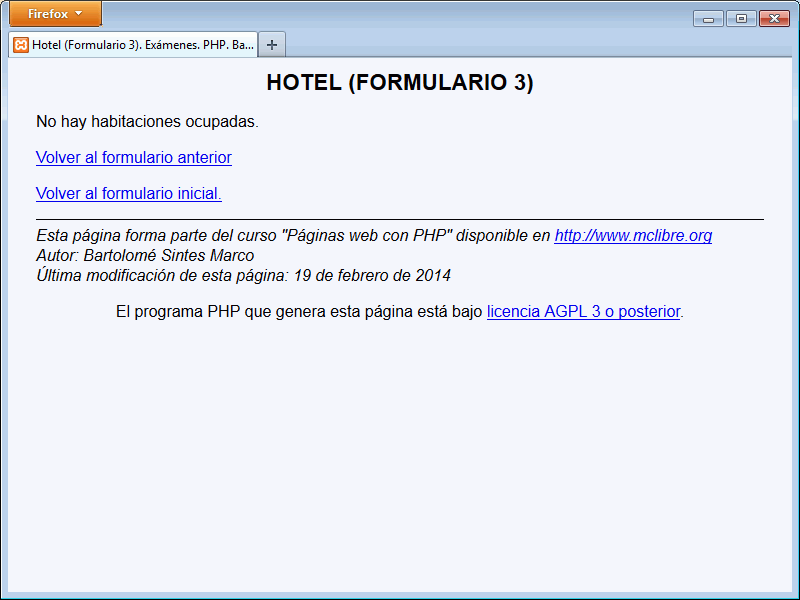 Firefox
Hotel (Formulario 3). Exámenes. PHP. Ba...
HOTEL (FORMULARIO 3)
No hay habitaciones ocupadas.
Volver al formulario anterior
Volver al formulario inicial.
Esta página forma parte del curso "Páginas web con PHP" disponible en http://www.mclibre.org
Autor: Bartolomé Sintes Marco
Última modificación de esta página: 19 de febrero de 2014
El programa PHP que genera esta página está bajo licencia AGPL 3 o posterior.